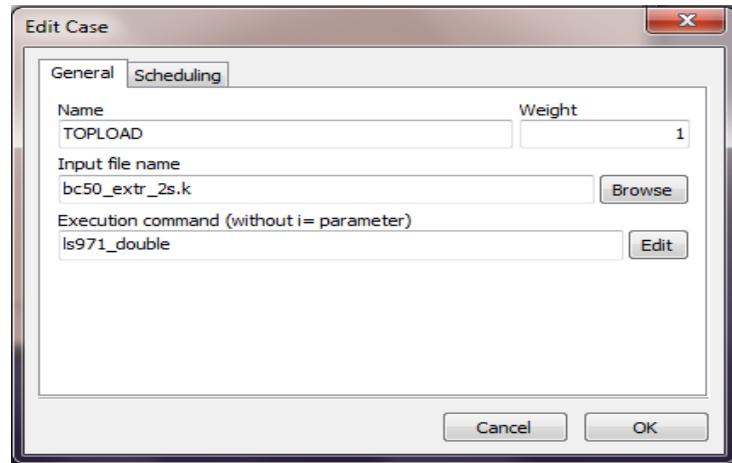 Edit Case
General Scheduling
Name Weight
TOPLOAD 1
Input file name
bc50_extr_2s.k Browse
Execution command (without i= parameter)
ls971_double Edit
Cancel OK